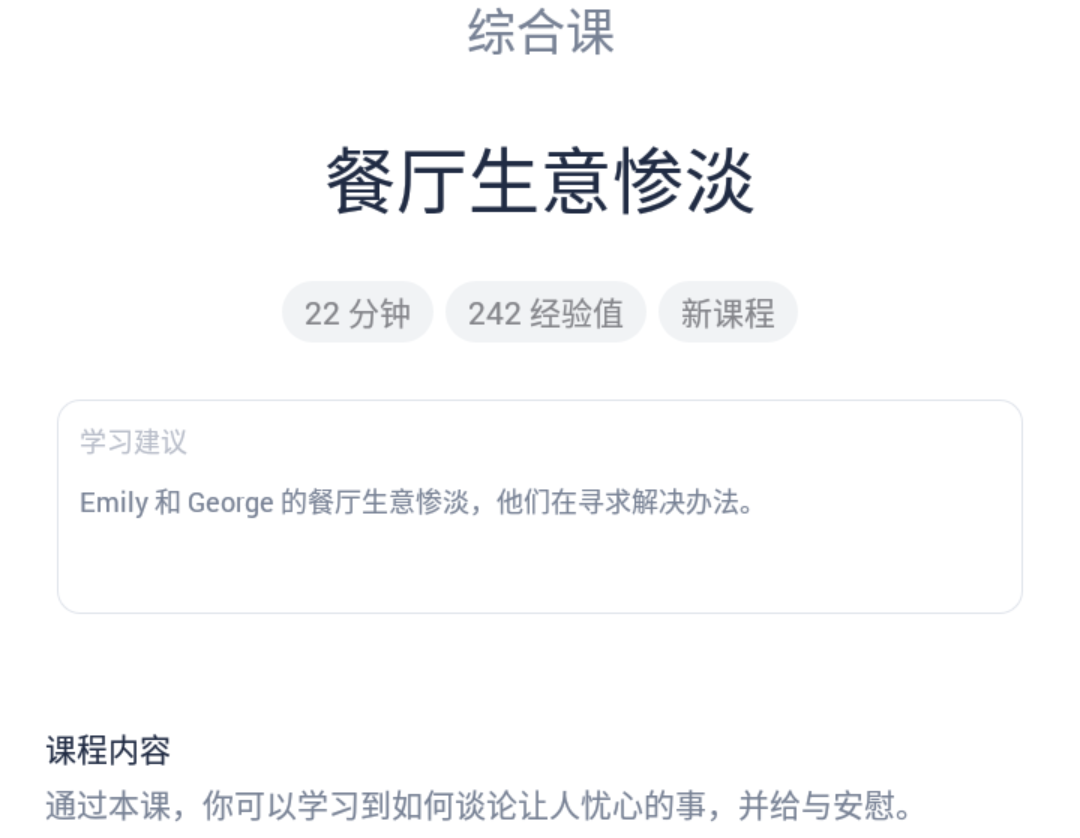 综合课
餐厅生意惨淡
22 分钟 242 经验值 新课程
学习建议
Emily 和 George 的餐厅生意惨淡，他们在寻求解决办法。
课程内容
通过本课，你可以学习到如何谈论让人忧心的事，并给与安慰。